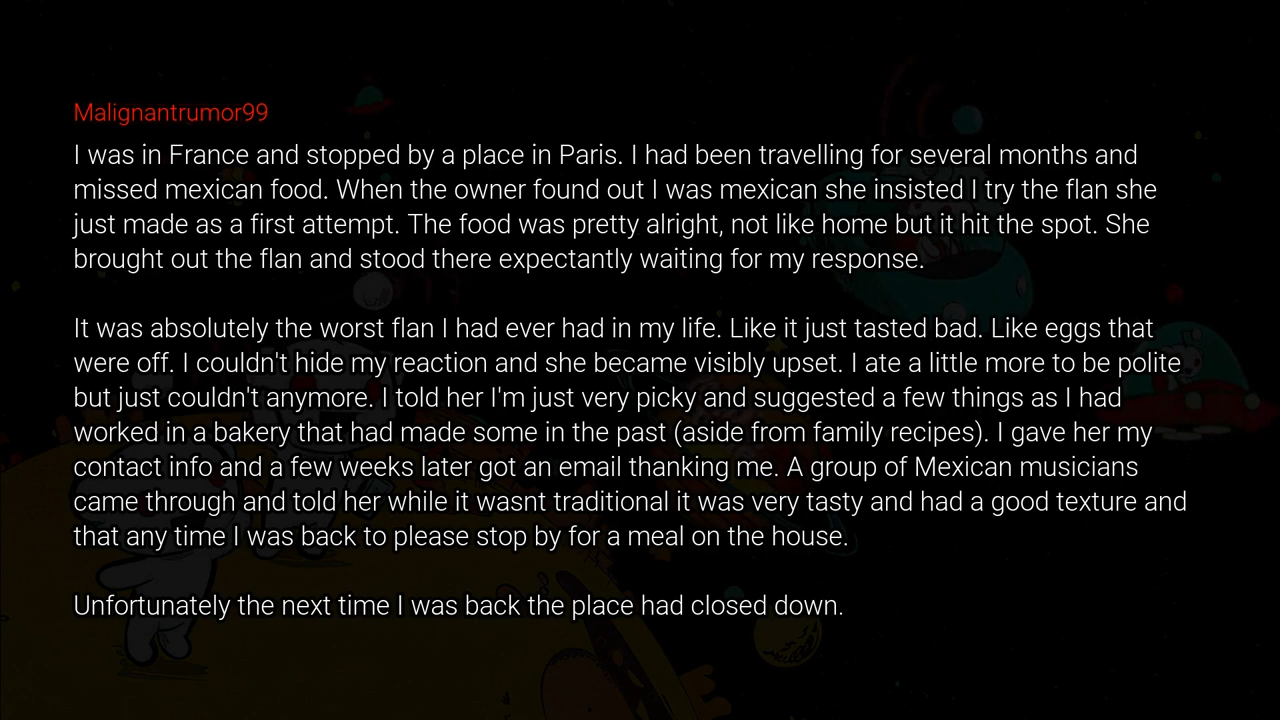 Malignantrumor99
I was in France and stopped by a place in Paris. I had been travelling for several months and
missed mexican food. When the owner found out I was mexican she insisted I try the flan she
just made as a first attempt. The food was pretty alright, not like home but it hit the spot. She
brought out the flan and stood there expectantly waiting for my response.
It was absolutely the worst flan I had ever had in my life. Like it just tasted bad. Like eggs that
were off. I couldn't hide my reaction and she became visibly upset. I ate a little more to be polite
but just couldn't anymore. I told her I'm just very picky and suggested a few things as I had
worked in a bakery that had made some in the past (aside from family recipes). I gave her my
contact info and a few weeks later got an email thanking me. A group of Mexican musicians
came through and told her while it wasnt traditional it was very tasty and had a good texture and
that any time I was back to please stop by for a meal on the house.
Unfortunately the next time I was back the place had closed down.